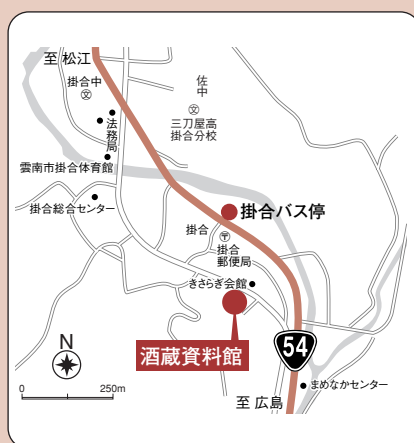 至 松江
掛合中
文
佐中
文
三刀屋高
掛合分校
法務局
雲南市掛合体育館
掛合総合センター
掛合バス停
掛合
〒
掛合
郵便局
きさらぎ会館
酒蔵資料館
54
N
0
250m
まめなかセンター
至 広島